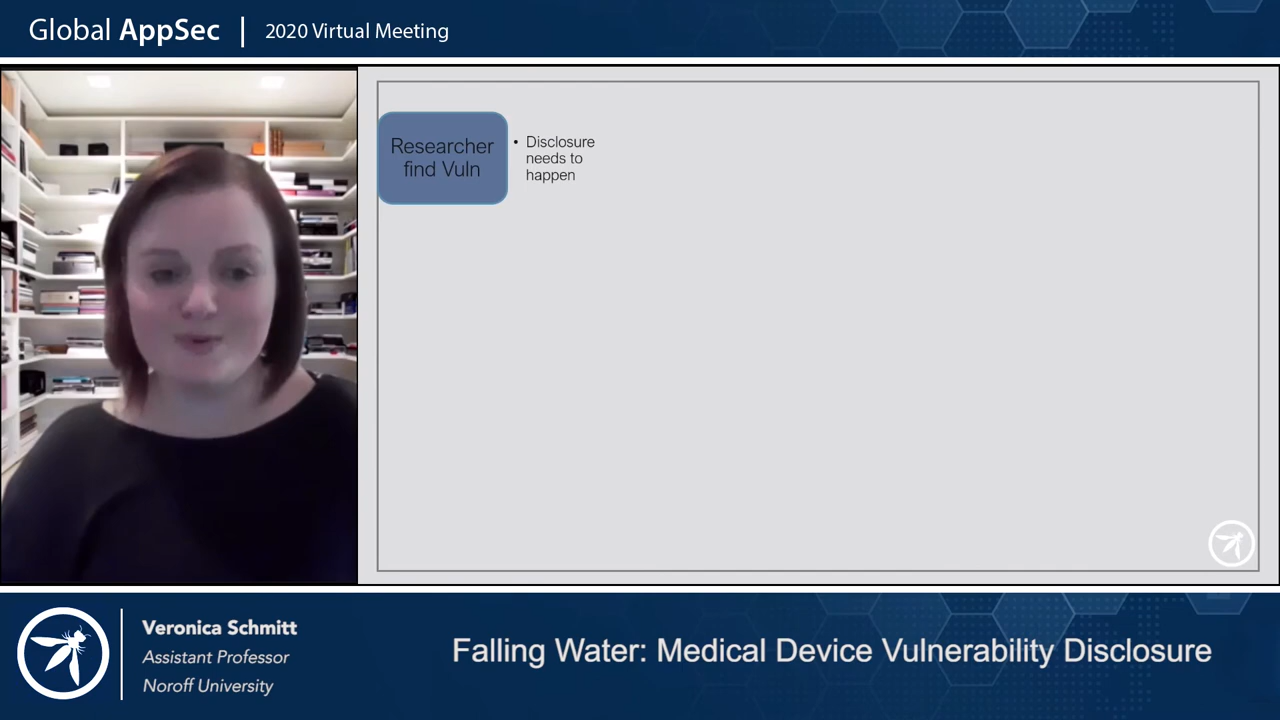 Global AppSec | 2020 Virtual Meeting
Researcher
find Vuln
• Disclosure
needs to
happen
Veronica Schmitt
Assistant Professor
Noroff University
Falling Water: Medical Device Vulnerability Disclosure